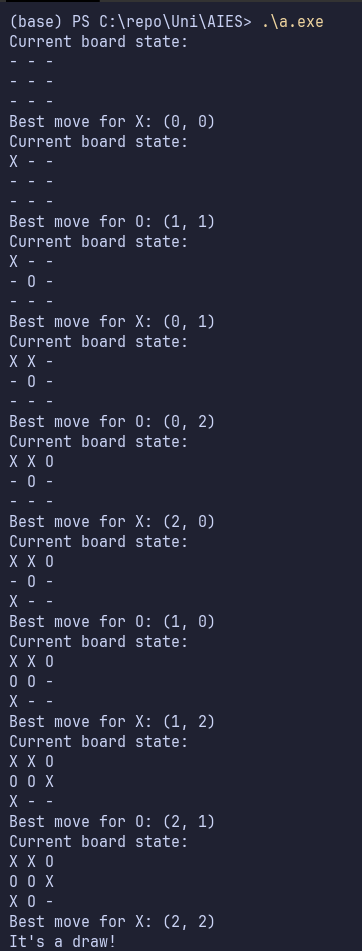 (base) PS C:\repo\Uni\AIES> .\a.exe
Current board state:
- - -
- - -
- - -
Best move for X: (0, 0)
Current board state:
X - -
- - -
- - -
Best move for O: (1, 1)
Current board state:
X - -
- O -
- - -
Best move for X: (0, 1)
Current board state:
X X -
- O -
- - -
Best move for O: (0, 2)
Current board state:
X X O
- O -
- - -
Best move for X: (2, 0)
Current board state:
X X O
- O -
X - -
Best move for O: (1, 0)
Current board state:
X X O
O O -
X - -
Best move for X: (1, 2)
Current board state:
X X O
O O X
X - -
Best move for O: (2, 1)
Current board state:
X X O
O O X
X O -
Best move for X: (2, 2)
It's a draw!